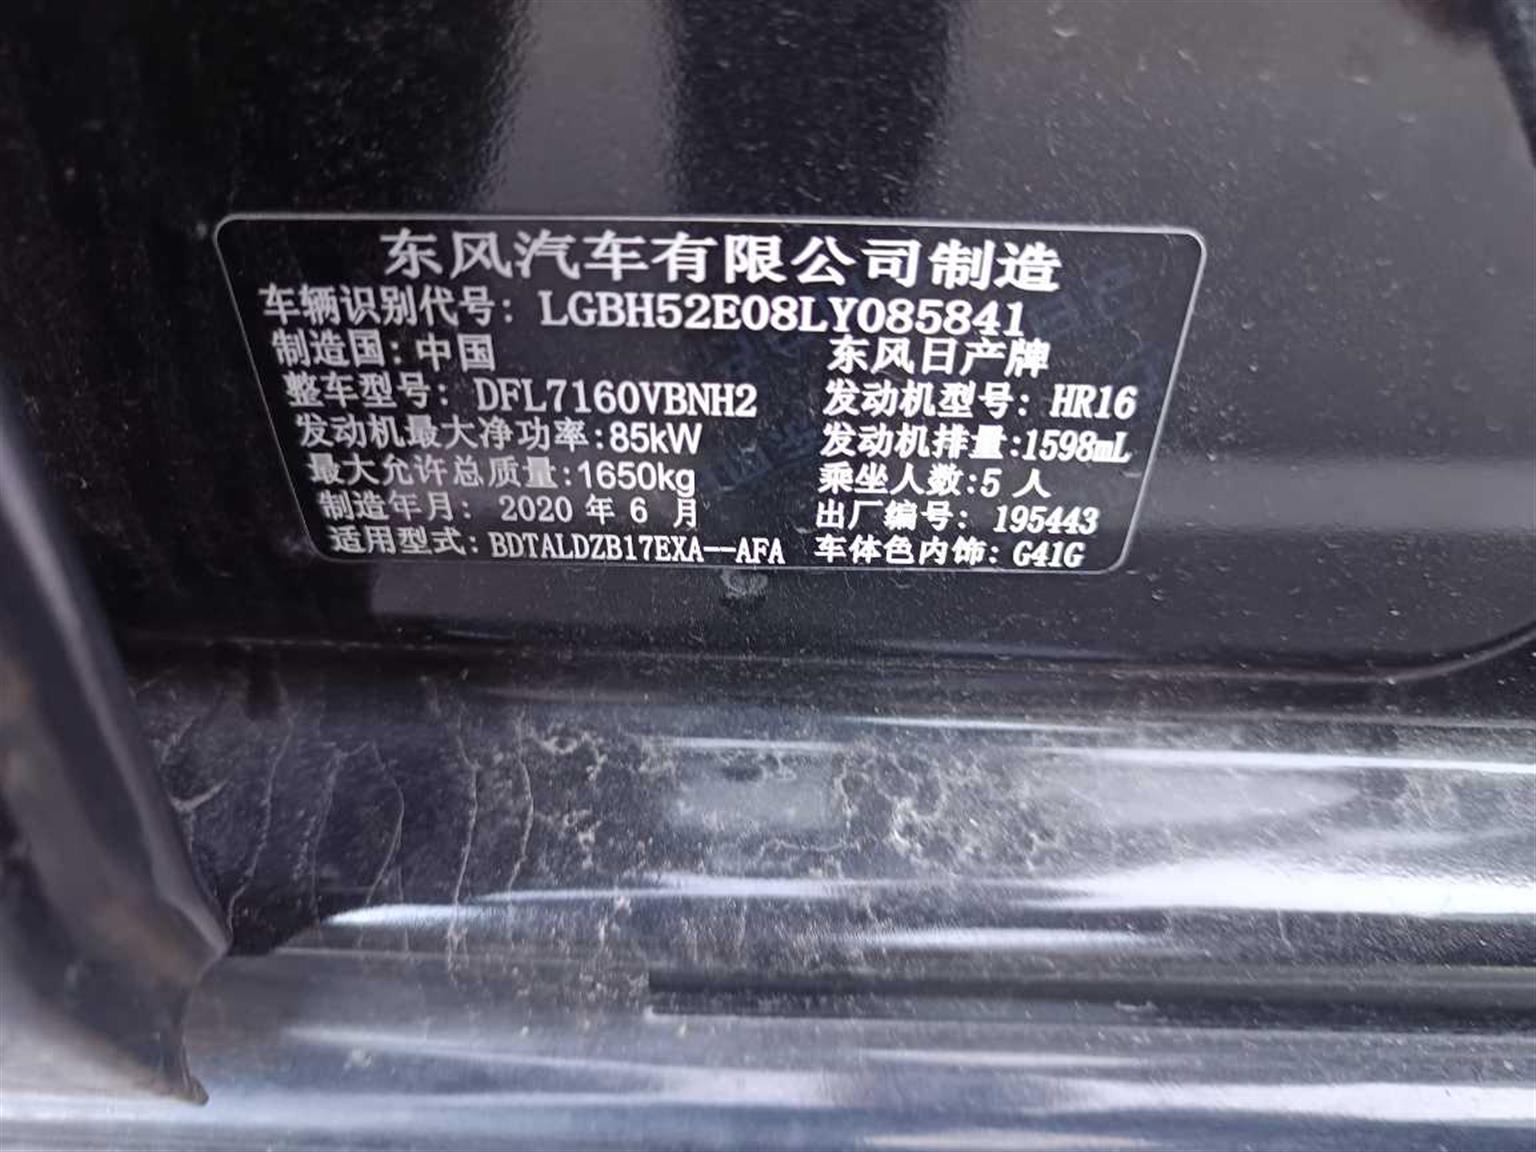 东风汽车有限公司制造
车辆识别代号: LGBH52E08LY085841
制造国: 中国 东风日产牌
整车型号: DFL7160VBNH2 发动机型号: HR16
发动机最大净功率:85kW 发动机排量:1598mL
最大允许总质量:1650kg 乘坐人数:5 人
制造年月: 2020 年 6 月 出厂编号: 195443
适用型式: BDTALDZB17EXA--AFA 车体色内饰: G41G